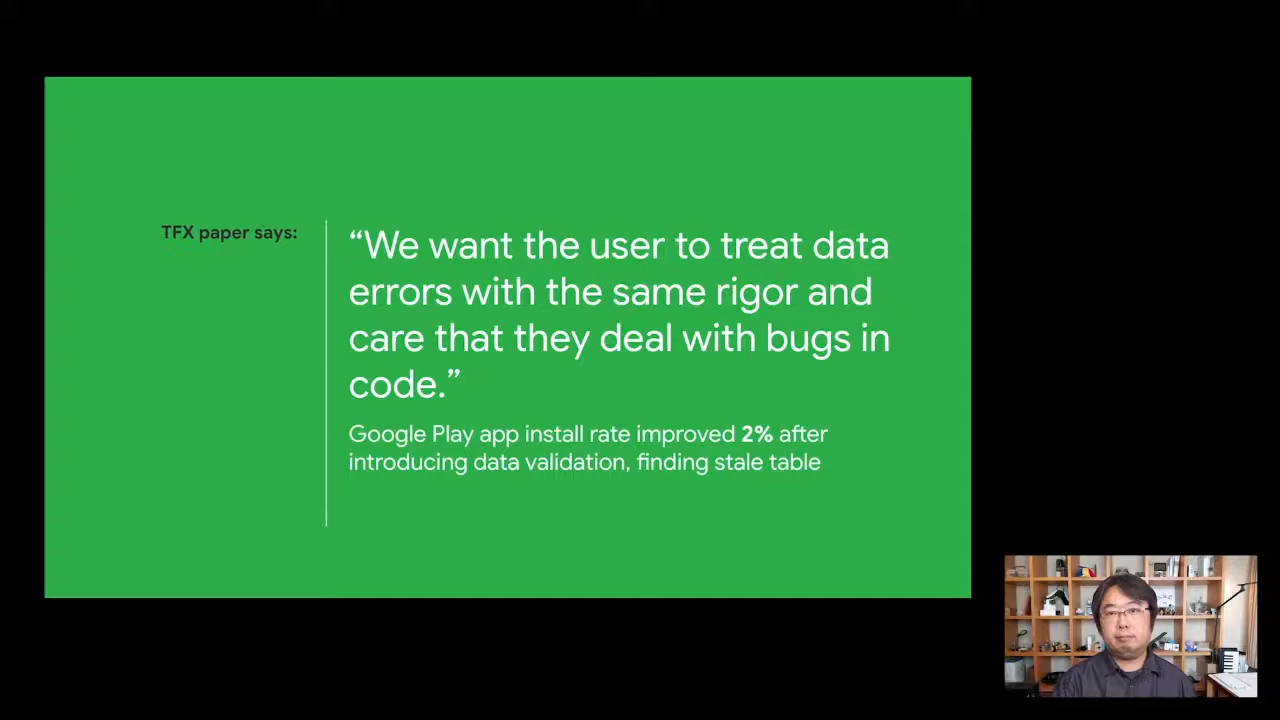 TFX paper says:
“We want the user to treat data
errors with the same rigor and
care that they deal with bugs in
code.”
Google Play app install rate improved 2% after
introducing data validation, finding stale table